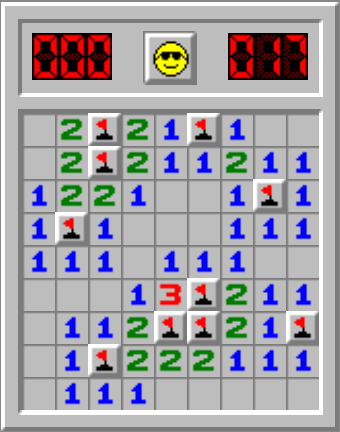 000 011
2 2 1 1
2 2 1 1 2 1 1
1 2 2 1 1 1
1 1 1 1 1
1 1 1 1 1 1
1 3 2 1 1
1 1 2 2 1
1 2 2 2 1 1 1
1 1 1